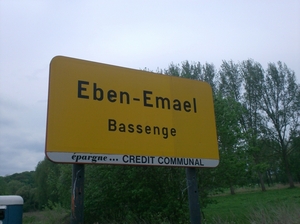 Eben-Emael
Bassenge
épargne... CREDIT COMMUNAL